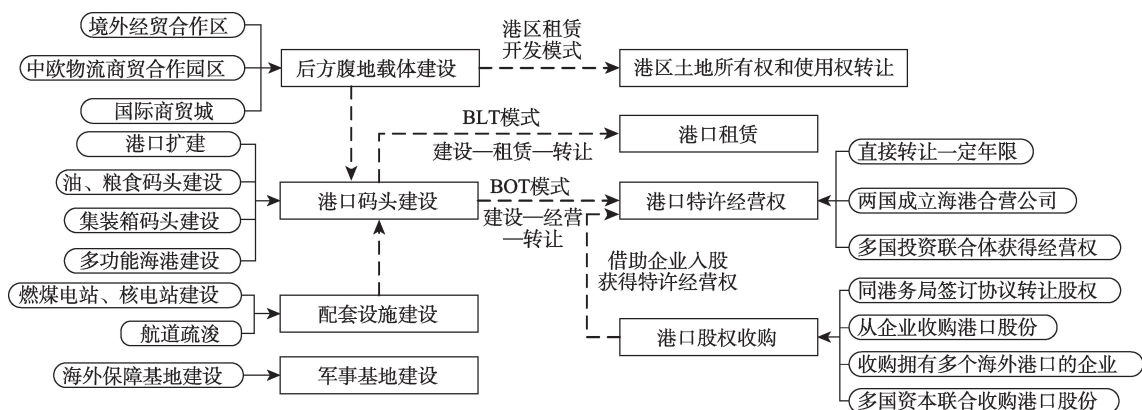 境外经贸合作区
中欧物流商贸合作园区
国际商贸城
港口扩建
油、粮食码头建设
集装箱码头建设
多功能海港建设
燃煤电站、核电站建设
航道疏浚
海外保障基地建设
后方腹地载体建设
港口码头建设
配套设施建设
军事基地建设
港区租赁
开发模式
BLT模式
建设—租赁—转让
BOT模式
建设—经营
—转让
借助企业入股
获得特许经营权
港区土地所有权和使用权转让
港口租赁
港口特许经营权
港口股权收购
直接转让一定年限
两国成立海港合营公司
多国投资联合体获得经营权
同港务局签订协议转让股权
从企业收购港口股份
收购拥有多个海外港口的企业
多国资本联合收购港口股份